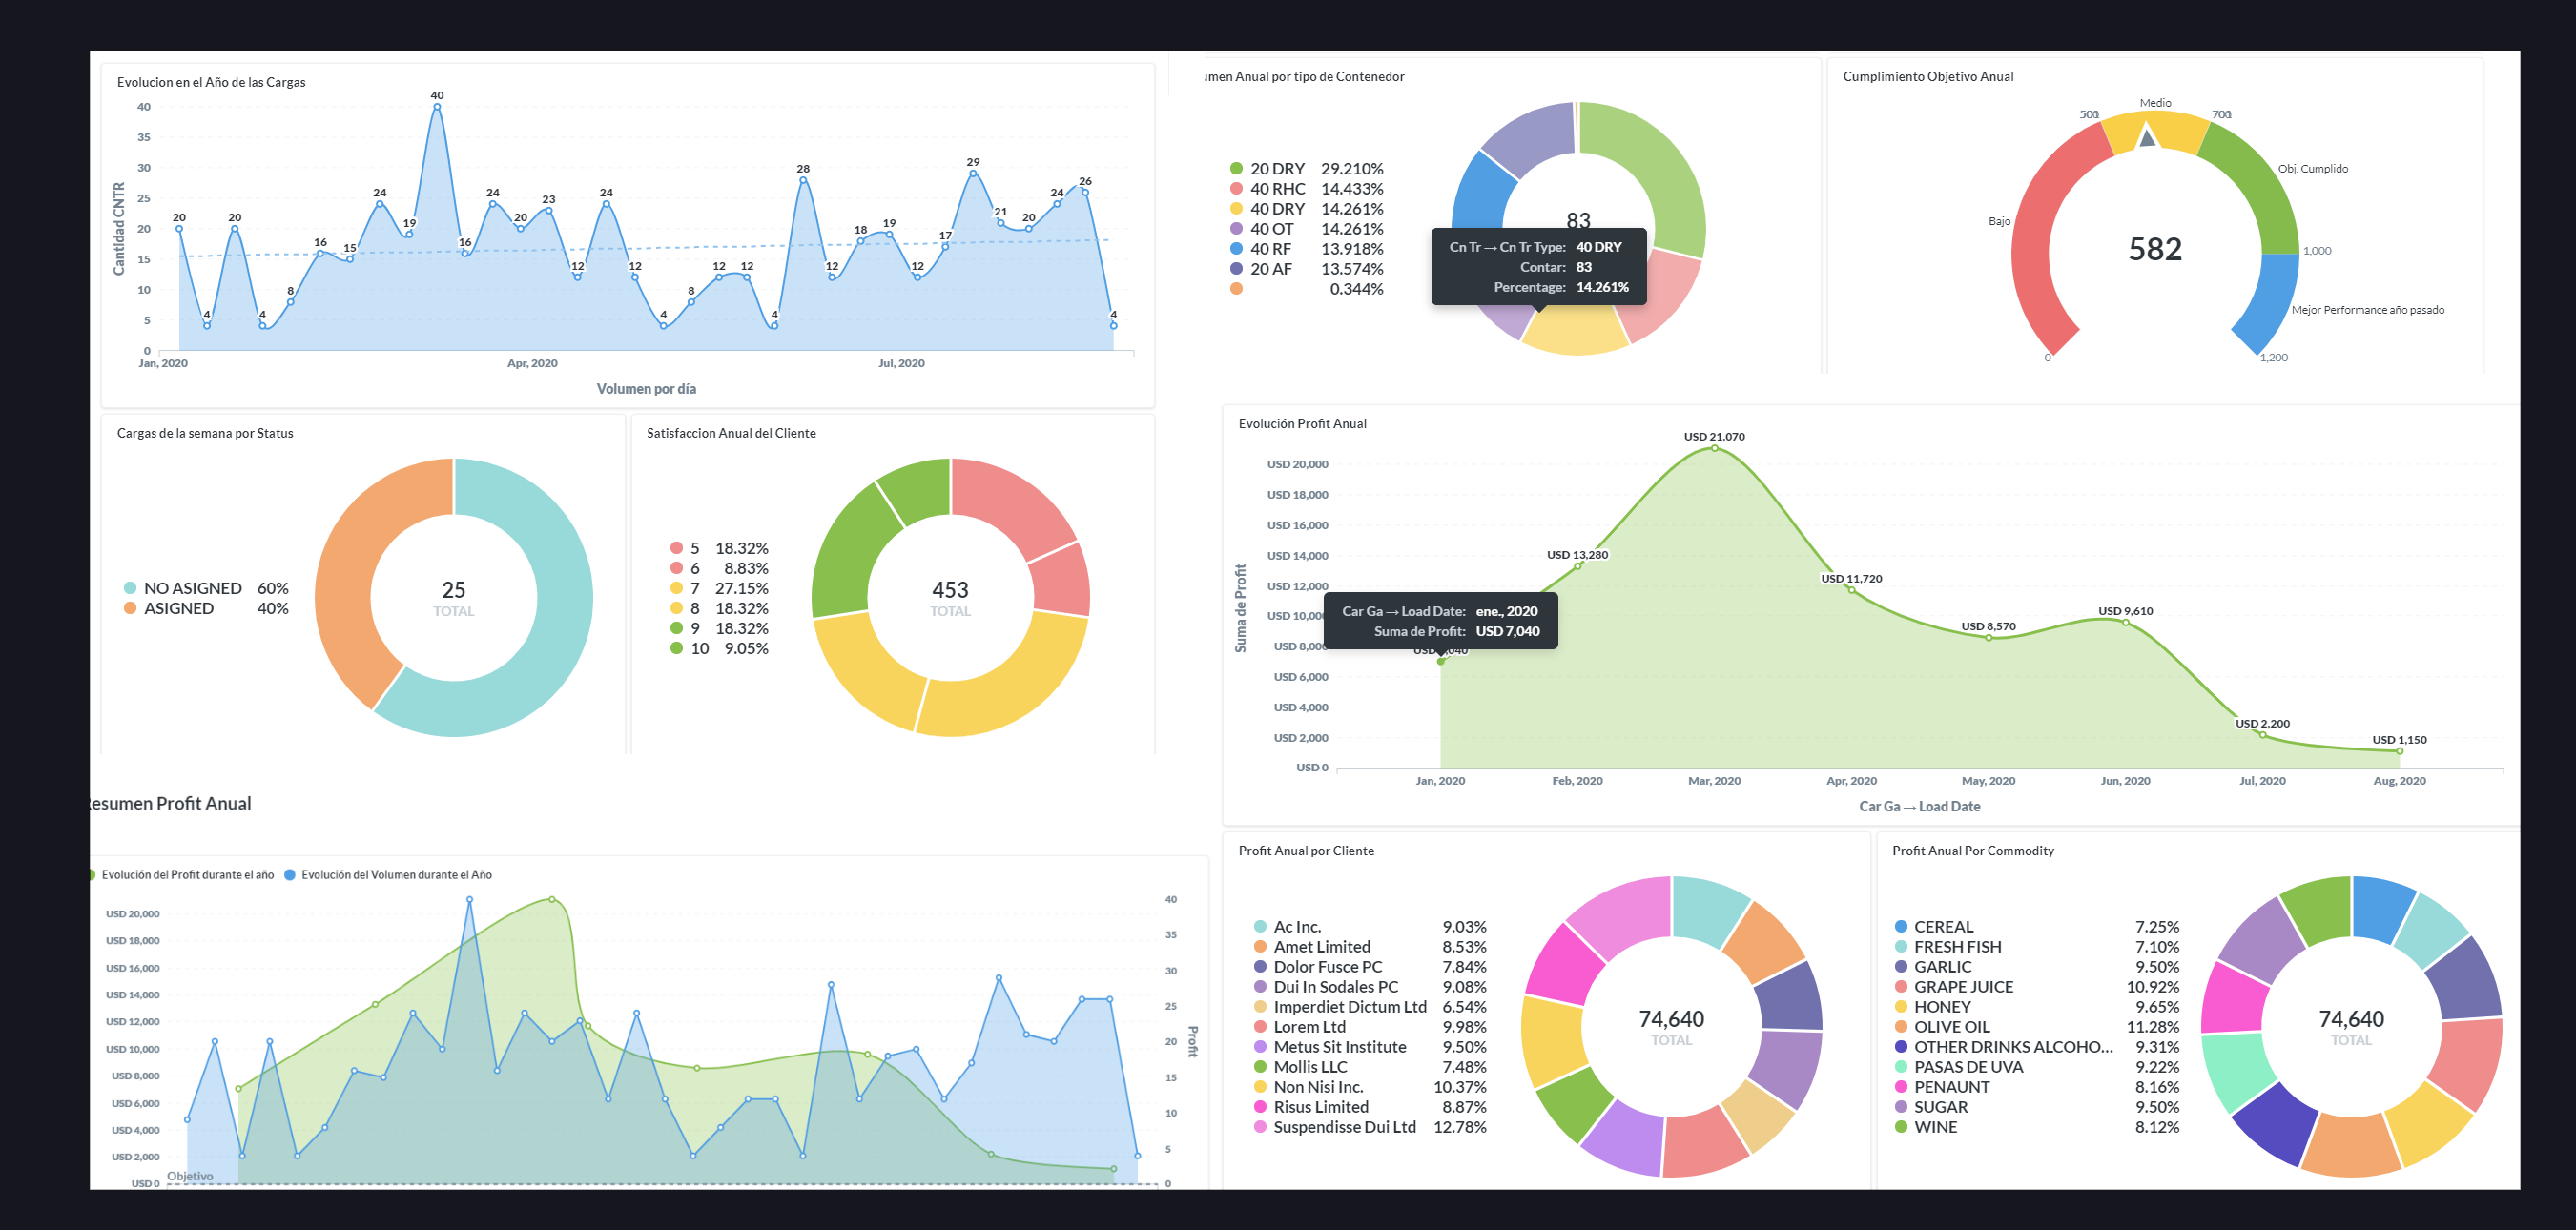 Evolucion en el Año de las Cargas
Cantidad CNTR
40
35
30
25
20
15
10
5
0
20
4
20
4
8
16
15
24
19
40
16
24
20
23
12
24
12
4
8
12
12
4
28
12
18
19
12
17
29
21
20
24
26
4
Jan, 2020
Apr, 2020
Jul, 2020
Volumen por día
umen Anual por tipo de Contenedor
20 DRY 29.210%
40 RHC 14.433%
40 DRY 14.261%
40 OT 14.261%
40 RF 13.918%
20 AF 13.574%
0.344%
83
Cn Tr → Cn Tr Type: 40 DRY
Contar: 83
Percentage: 14.261%
Cumplimiento Objetivo Anual
Medio
Obj. Cumplido
Bajo
582
1,000
Mejor Performance año pasado
0
1,200
Cargas de la semana por Status
NO ASIGNED 60%
ASIGNED 40%
25
TOTAL
Satisfaccion Anual del Cliente
5 18.32%
6 8.83%
7 27.15%
8 18.32%
9 18.32%
10 9.05%
453
TOTAL
Evolución Profit Anual
Suma de Profit
USD 20,000
USD 18,000
USD 16,000
USD 14,000
USD 12,000
USD 10,000
USD 8,000
USD 6,000
USD 4,000
USD 2,000
USD 0
USD 21,070
USD 13,280
USD 11,720
USD 8,570
USD 9,610
USD 2,200
USD 1,150
Car Ga → Load Date: ene., 2020
Suma de Profit: USD 7,040
Jan, 2020
Feb, 2020
Mar, 2020
Apr, 2020
May, 2020
Jun, 2020
Jul, 2020
Aug, 2020
Car Ga → Load Date
esumen Profit Anual
Evolución del Profit durante el año
Evolución del Volumen durante el Año
USD 20,000
USD 18,000
USD 16,000
USD 14,000
USD 12,000
USD 10,000
USD 8,000
USD 6,000
USD 4,000
USD 2,000
USD 0
Objetivo
40
35
30
25
20
15
10
5
0
Profit
Profit Anual por Cliente
Ac Inc. 9.03%
Amet Limited 8.53%
Dolor Fusce PC 7.84%
Dui In Sodales PC 9.08%
Imperdiet Dictum Ltd 6.54%
Lorem Ltd 9.98%
Metus Sit Institute 9.50%
Mollis LLC 7.48%
Non Nisi Inc. 10.37%
Risus Limited 8.87%
Suspendisse Dui Ltd 12.78%
74,640
TOTAL
Profit Anual Por Commodity
CEREAL 7.25%
FRESH FISH 7.10%
GARLIC 9.50%
GRAPE JUICE 10.92%
HONEY 9.65%
OLIVE OIL 11.28%
OTHER DRINKS ALCOHO... 9.31%
PASAS DE UVA 9.22%
PENAUNT 8.16%
SUGAR 9.50%
WINE 8.12%
74,640
TOTAL